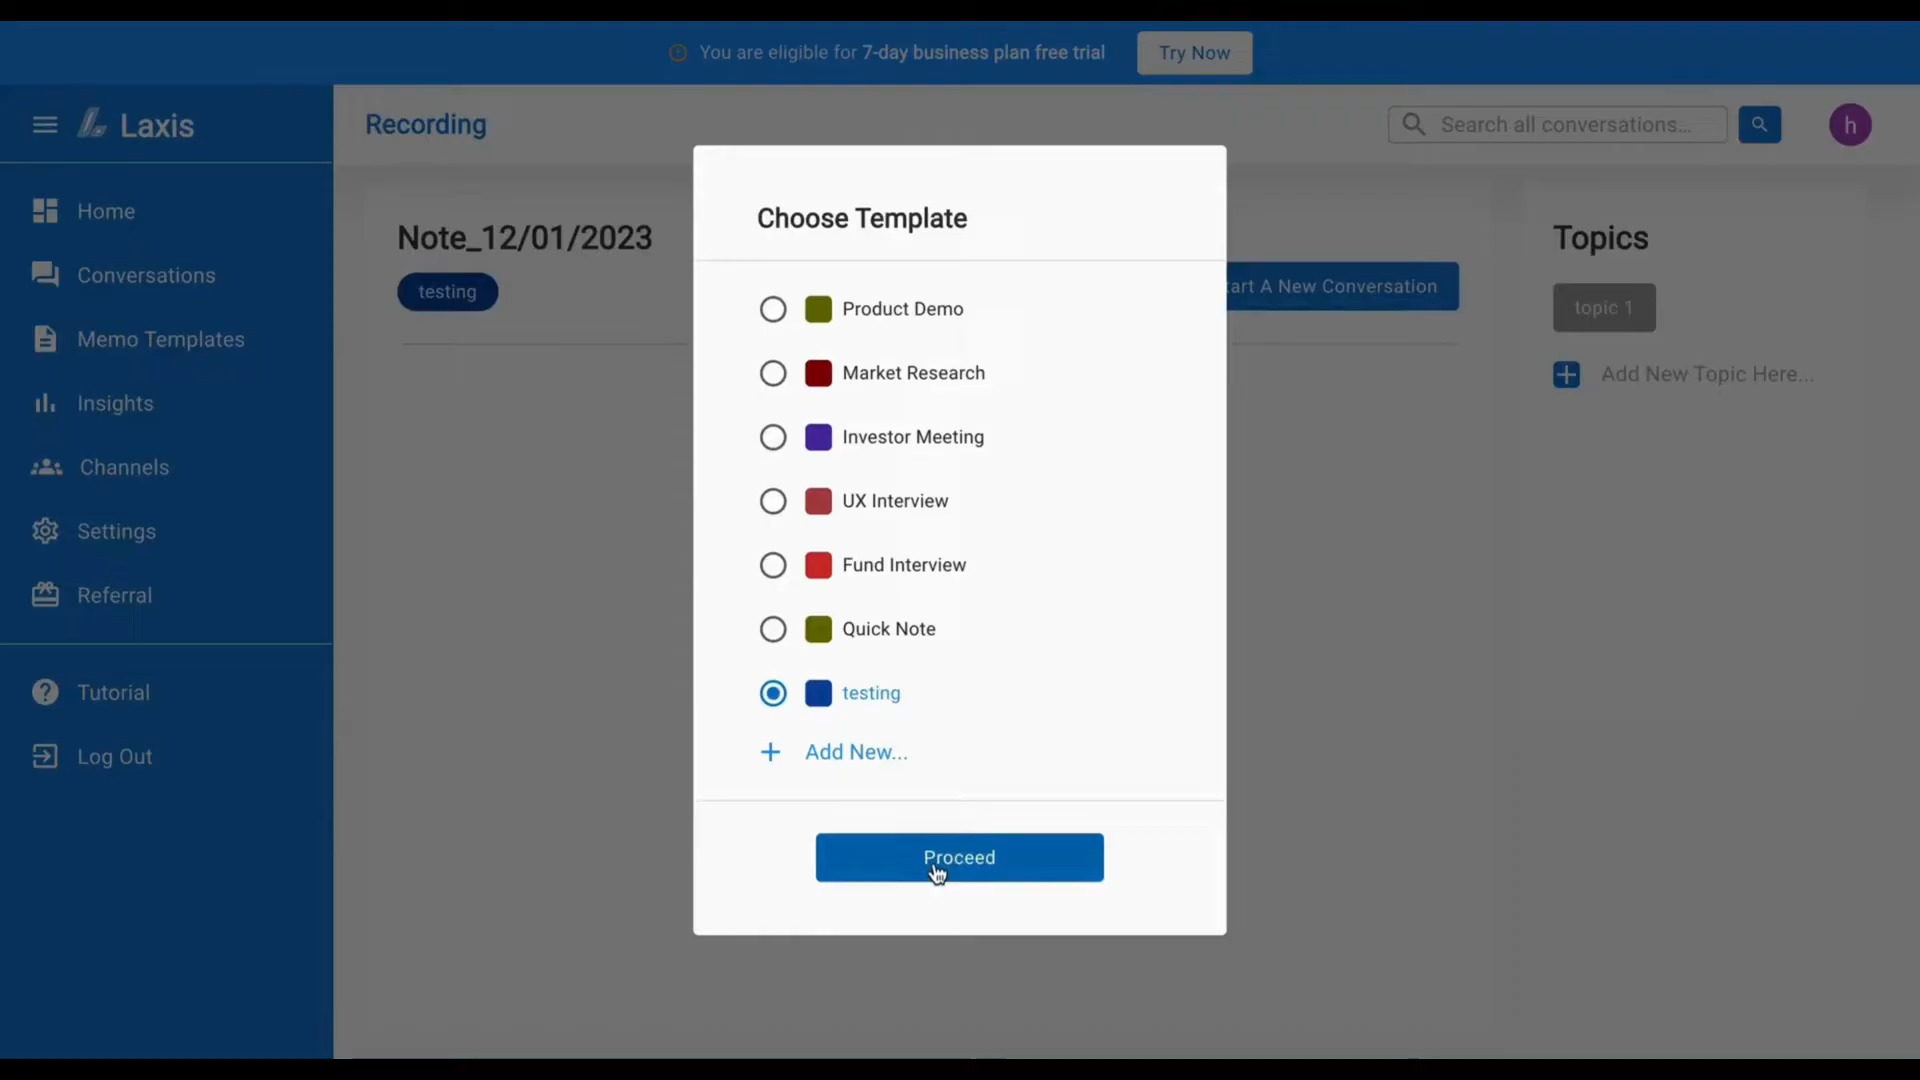 You are eligible for 7-day business plan free trial
Try Now
Laxis
Recording
Search all conversations...
h
Home
Conversations
Memo Templates
Insights
Channels
Settings
Referral
Tutorial
Log Out
Note_12/01/2023
testing
art A New Conversation
Topics
topic 1
Add New Topic Here...
Choose Template
Product Demo
Market Research
Investor Meeting
UX Interview
Fund Interview
Quick Note
testing
+ Add New...
Proceed